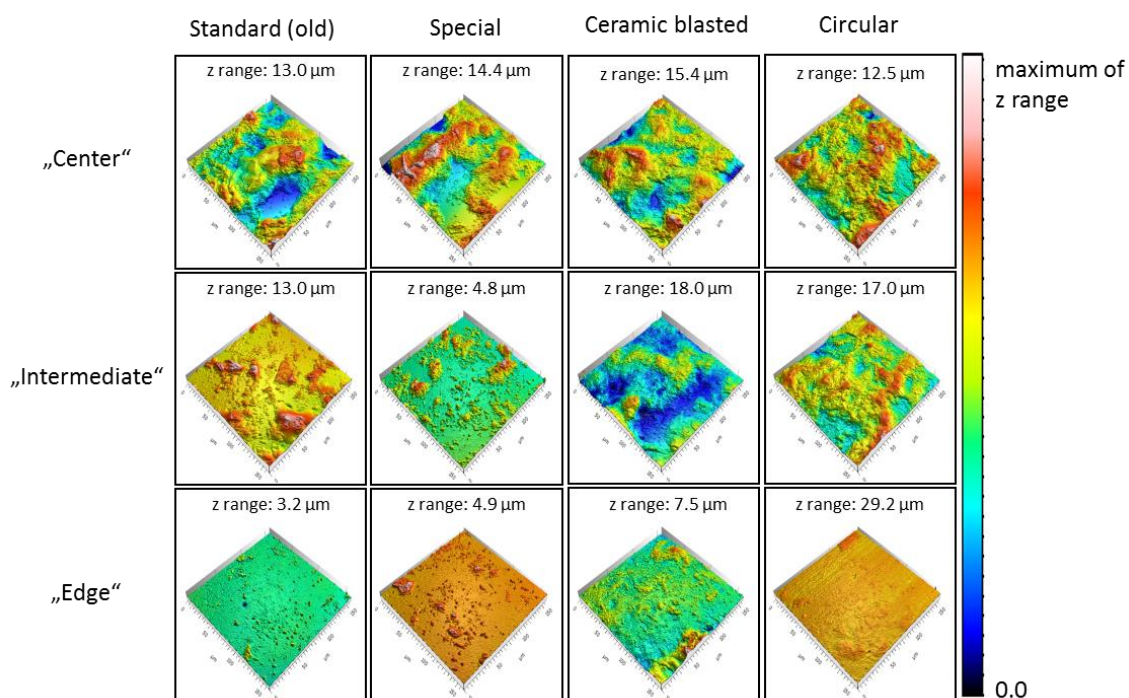 Standard (old) Special Ceramic blasted Circular
z range: 13.0 µm z range: 14.4 µm z range: 15.4 µm z range: 12.5 µm
maximum of
z range
„Center“
z range: 13.0 µm z range: 4.8 µm z range: 18.0 µm z range: 17.0 µm
„Intermediate“
z range: 3.2 µm z range: 4.9 µm z range: 7.5 µm z range: 29.2 µm
„Edge“
0.0